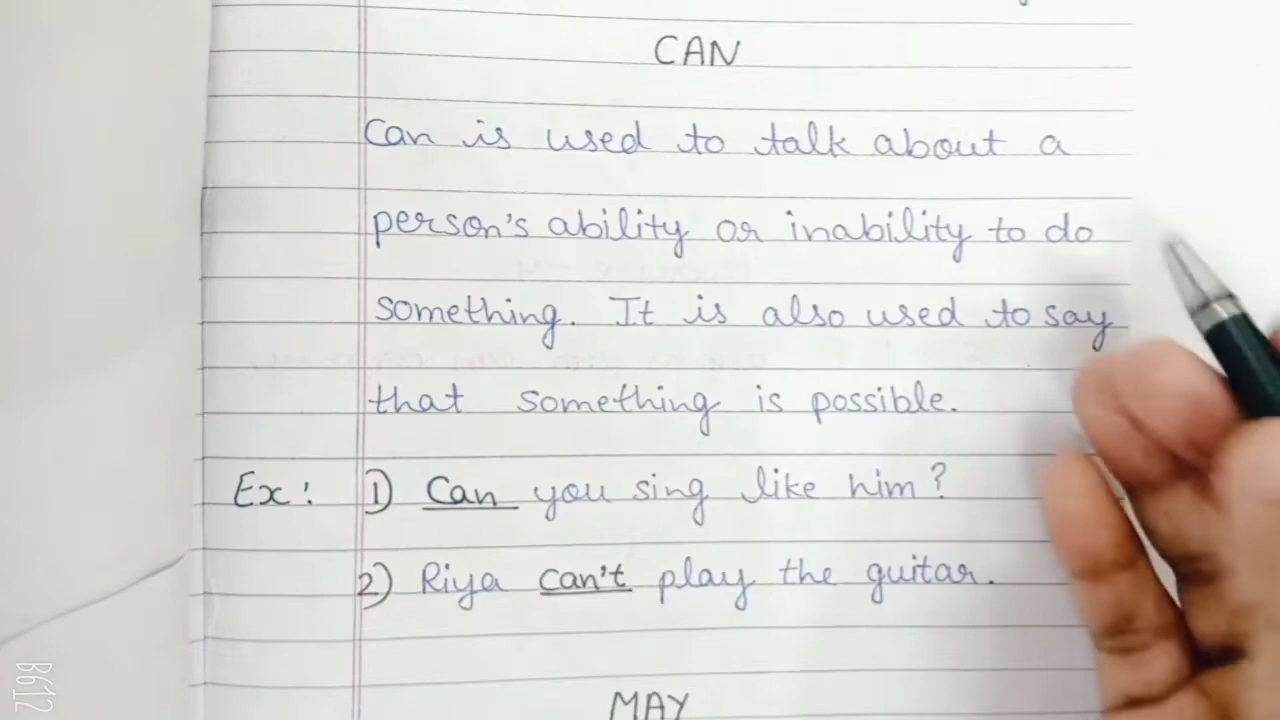 CAN
Can is used to talk about a
person's ability or inability to do
something. It is also used to say
that something is possible.
Ex: 1) Can you sing like him?
2) Riya can't play the guitar.
MAY
B612